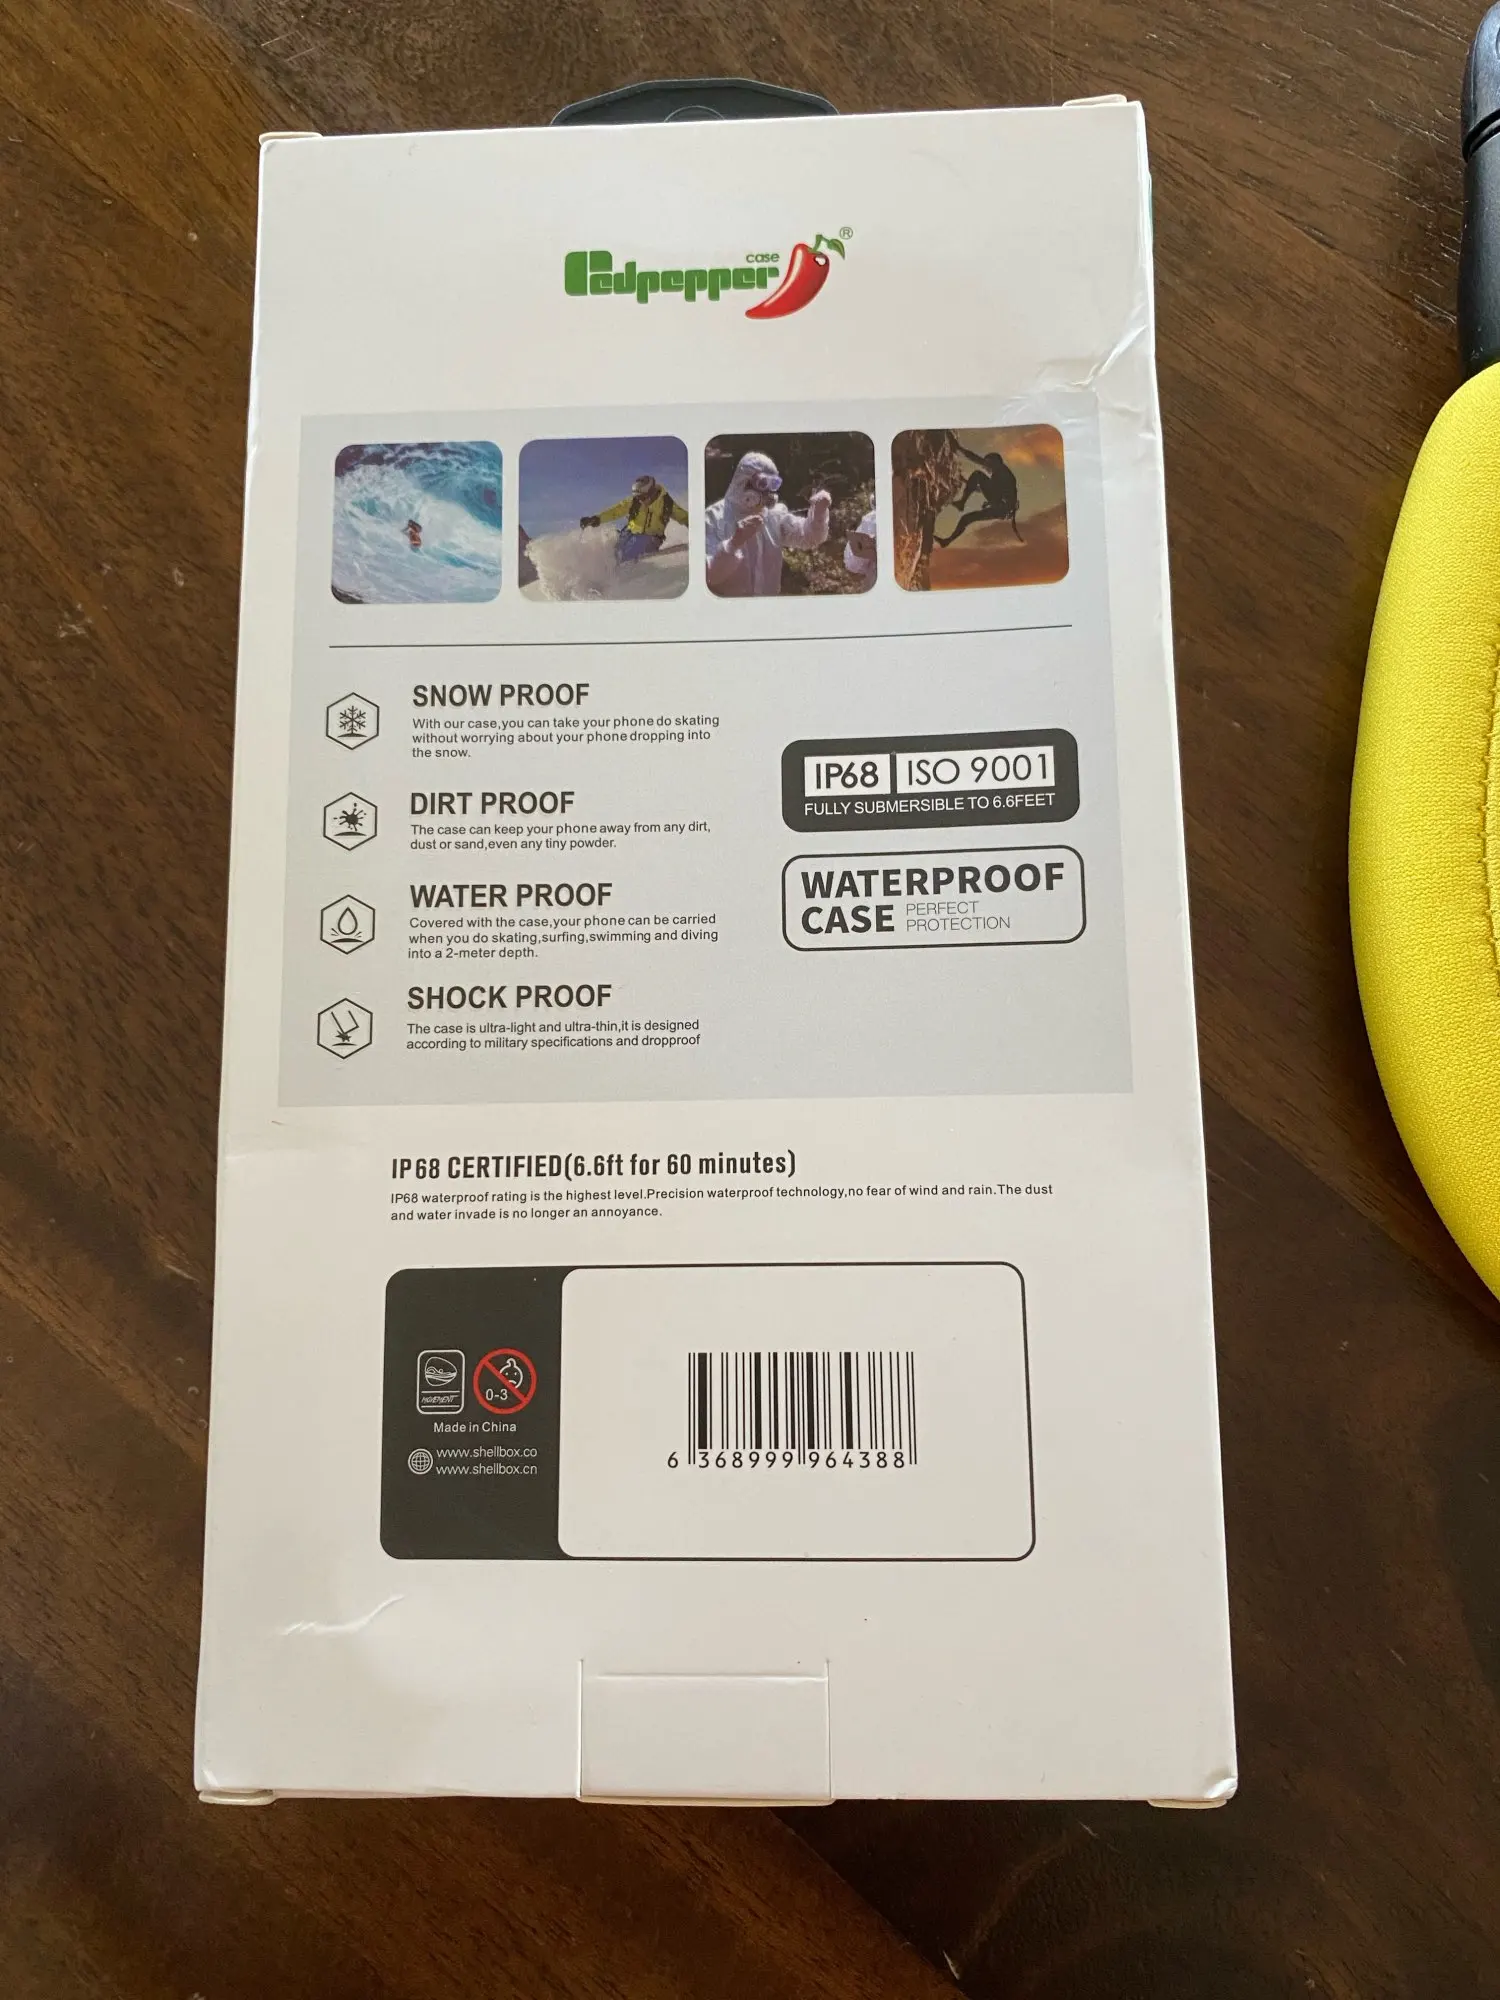 Redpepper case ®
SNOW PROOF
With our case,you can take your phone do skating
without worrying about your phone dropping into
the snow.
DIRT PROOF
The case can keep your phone away from any dirt,
dust or sand,even any tiny powder.
WATER PROOF
Covered with the case,your phone can be carried
when you do skating,surfing,swimming and diving
into a 2-meter depth.
SHOCK PROOF
The case is ultra-light and ultra-thin,it is designed
according to military specifications and dropproof
IP68 ISO 9001
FULLY SUBMERSIBLE TO 6.6FEET
WATERPROOF
CASE PERFECT
PROTECTION
IP68 CERTIFIED(6.6ft for 60 minutes)
IP68 waterproof rating is the highest level.Precision waterproof technology,no fear of wind and rain.The dust
and water invade is no longer an annoyance.
MOVEMENT
0-3
Made in China
www.shellbox.co
www.shellbox.cn
6 368999 964388